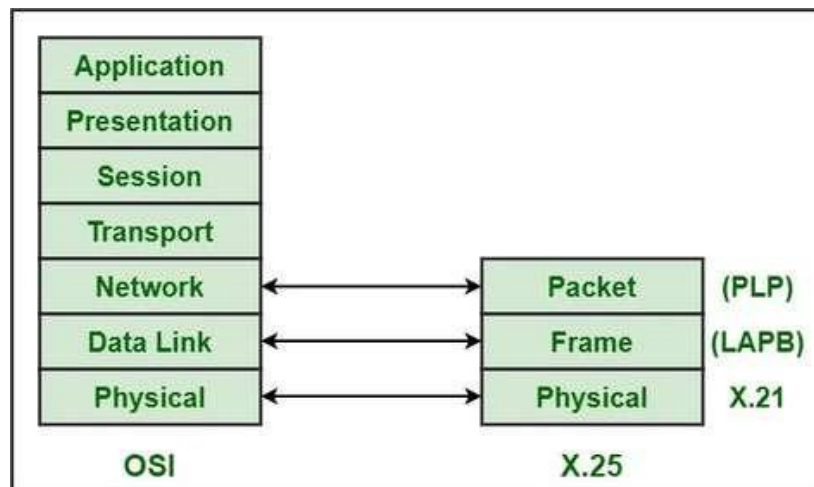 Application
Presentation
Session
Transport
Network Packet (PLP)
Data Link Frame (LAPB)
Physical Physical X.21
OSI X.25